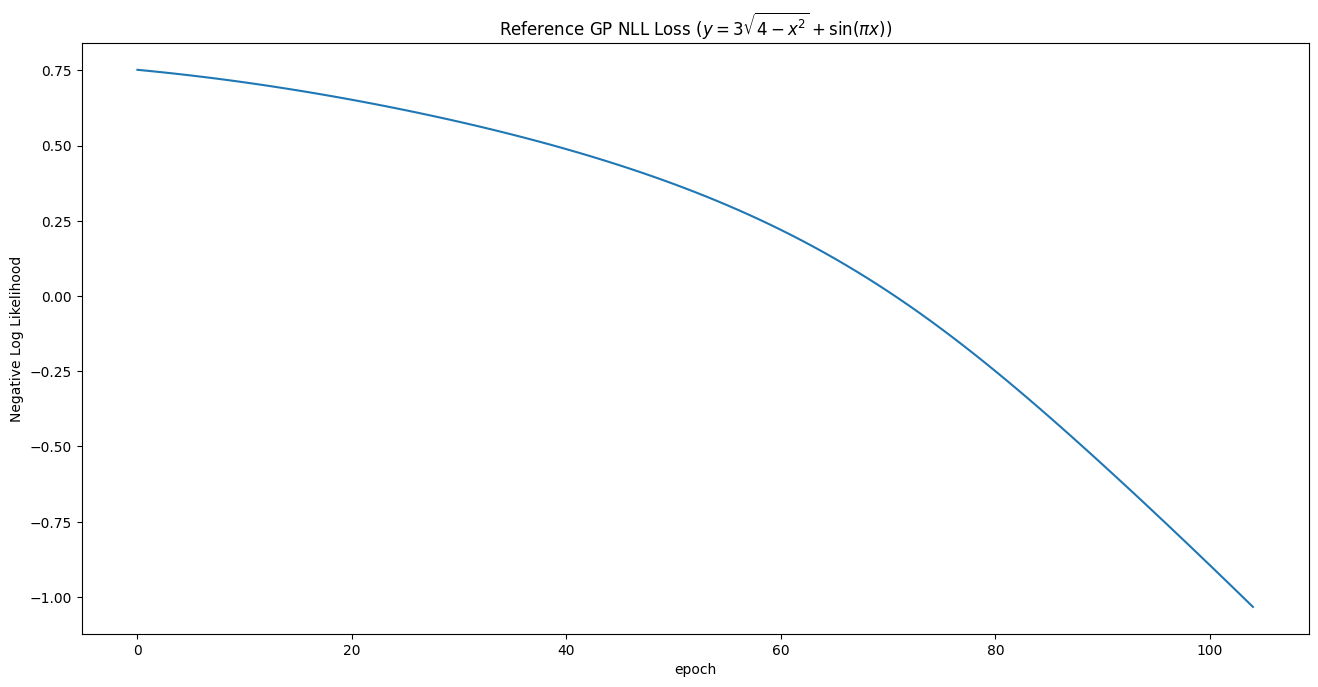 Reference GP NLL Loss (y = 3√4 − x² + sin(πx))
Negative Log Likelihood
0.75
0.50
0.25
0.00
−0.25
−0.50
−0.75
−1.00
0 20 40 60 80 100
epoch